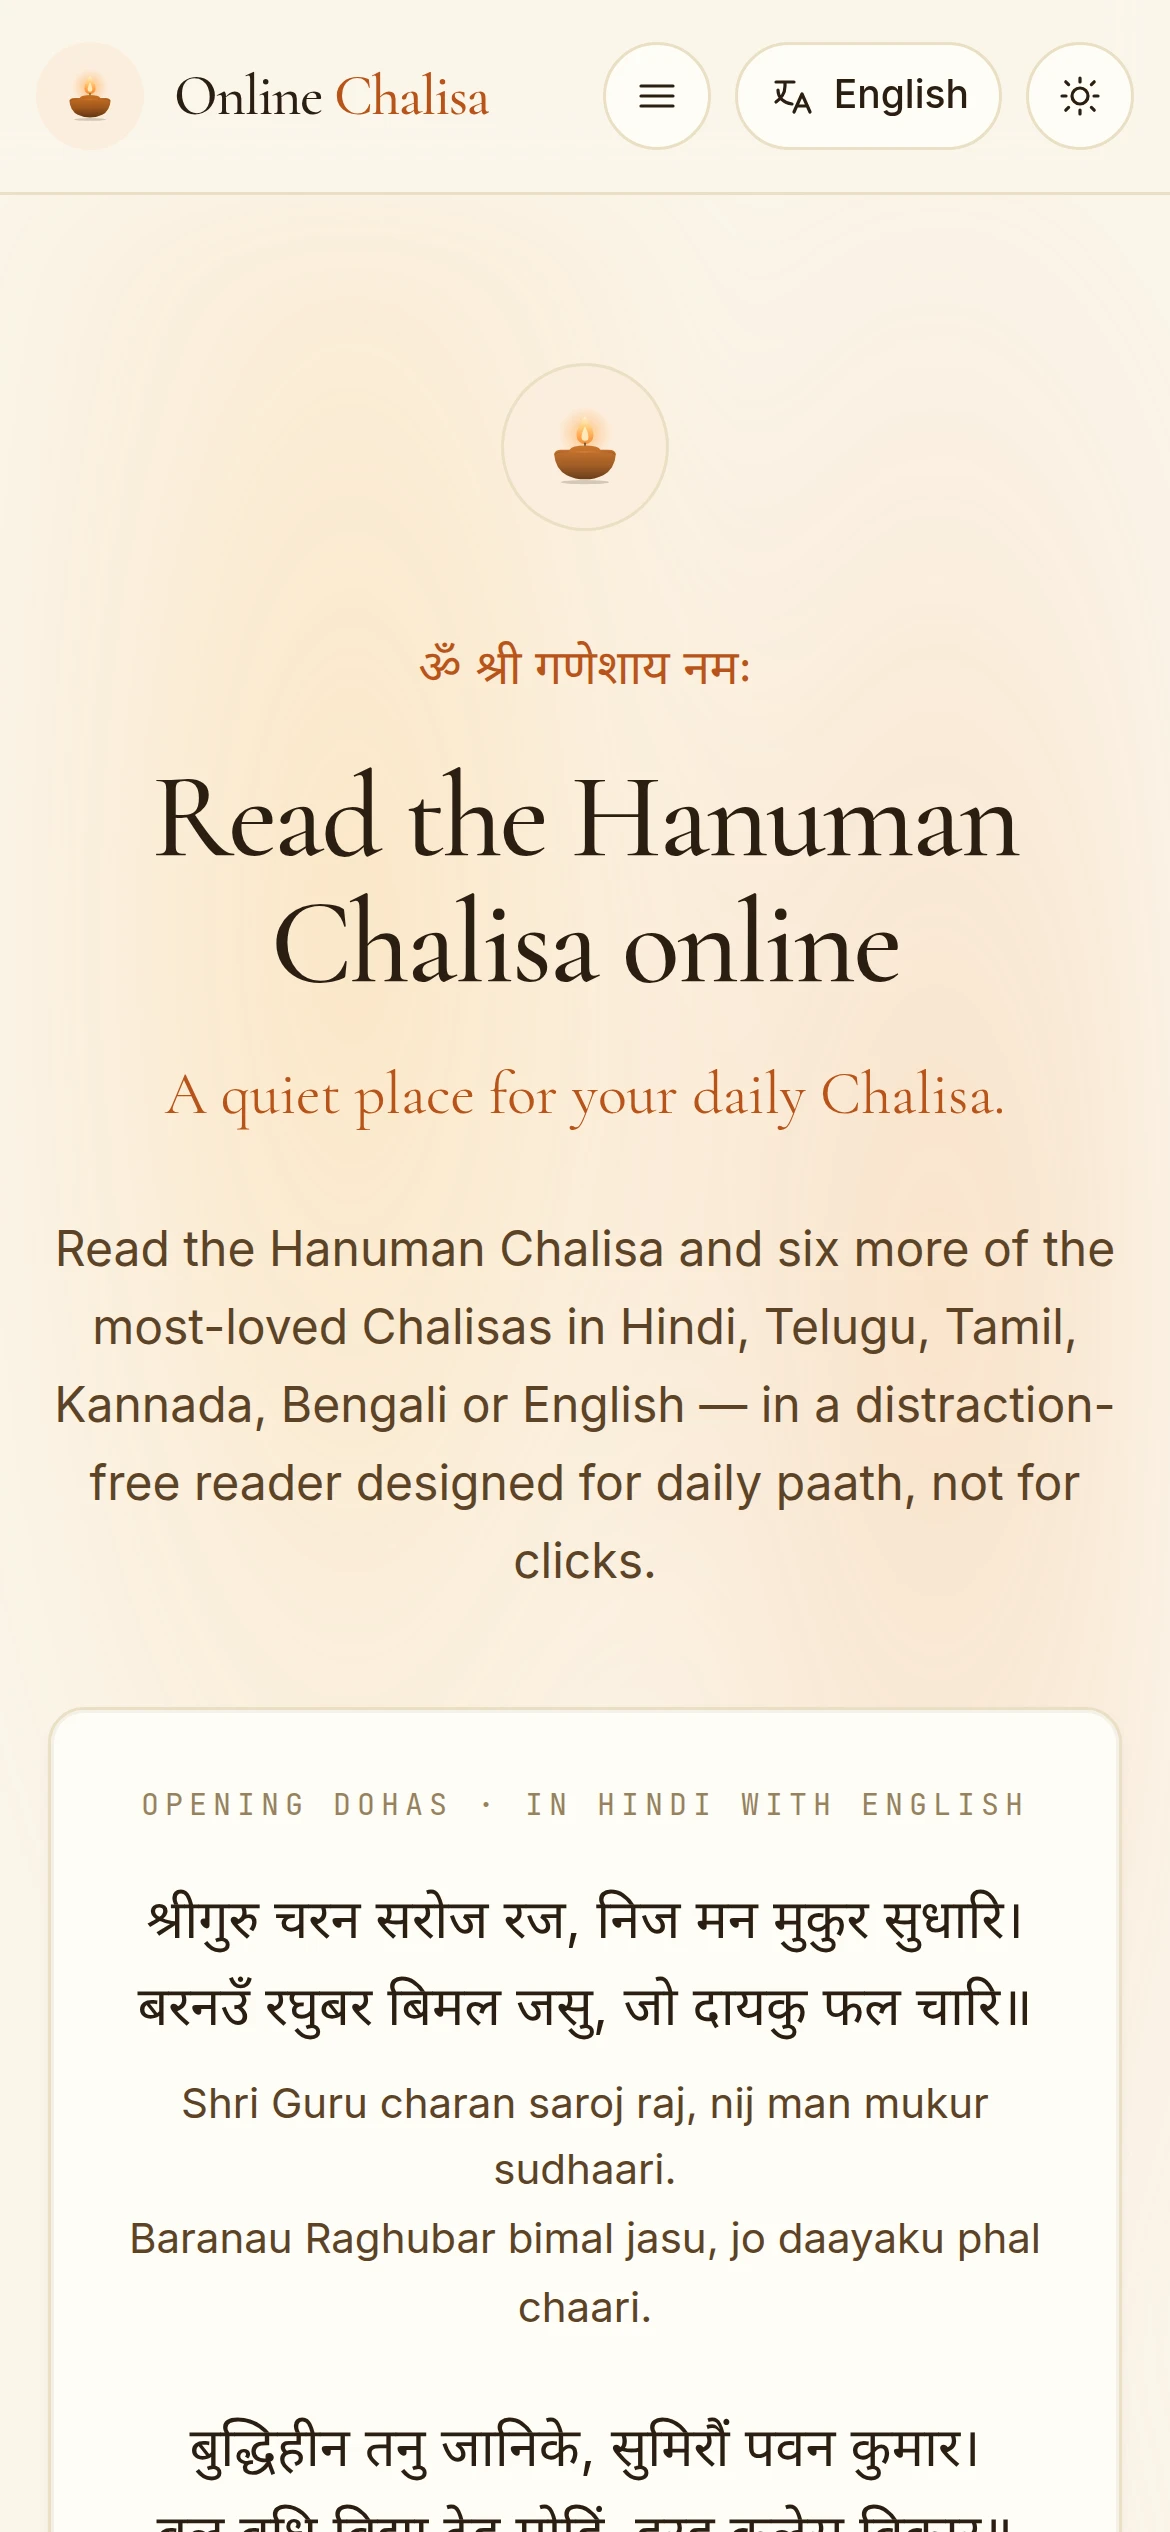 Online Chalisa
English
ॐ श्री गणेशाय नमः
Read the Hanuman
Chalisa online
A quiet place for your daily Chalisa.
Read the Hanuman Chalisa and six more of the
most-loved Chalisas in Hindi, Telugu, Tamil,
Kannada, Bengali or English — in a distraction-
free reader designed for daily paath, not for
clicks.
OPENING DOHAS · IN HINDI WITH ENGLISH
श्रीगुरु चरन सरोज रज, निज मन मुकुर सुधारि।
बरनउँ रघुबर बिमल जसु, जो दायकु फल चारि॥
Shri Guru charan saroj raj, nij man mukur
sudhaari.
Baranau Raghubar bimal jasu, jo daayaku phal
chaari.
बुद्धिहीन तनु जानिके, सुमिरौं पवन कुमार।